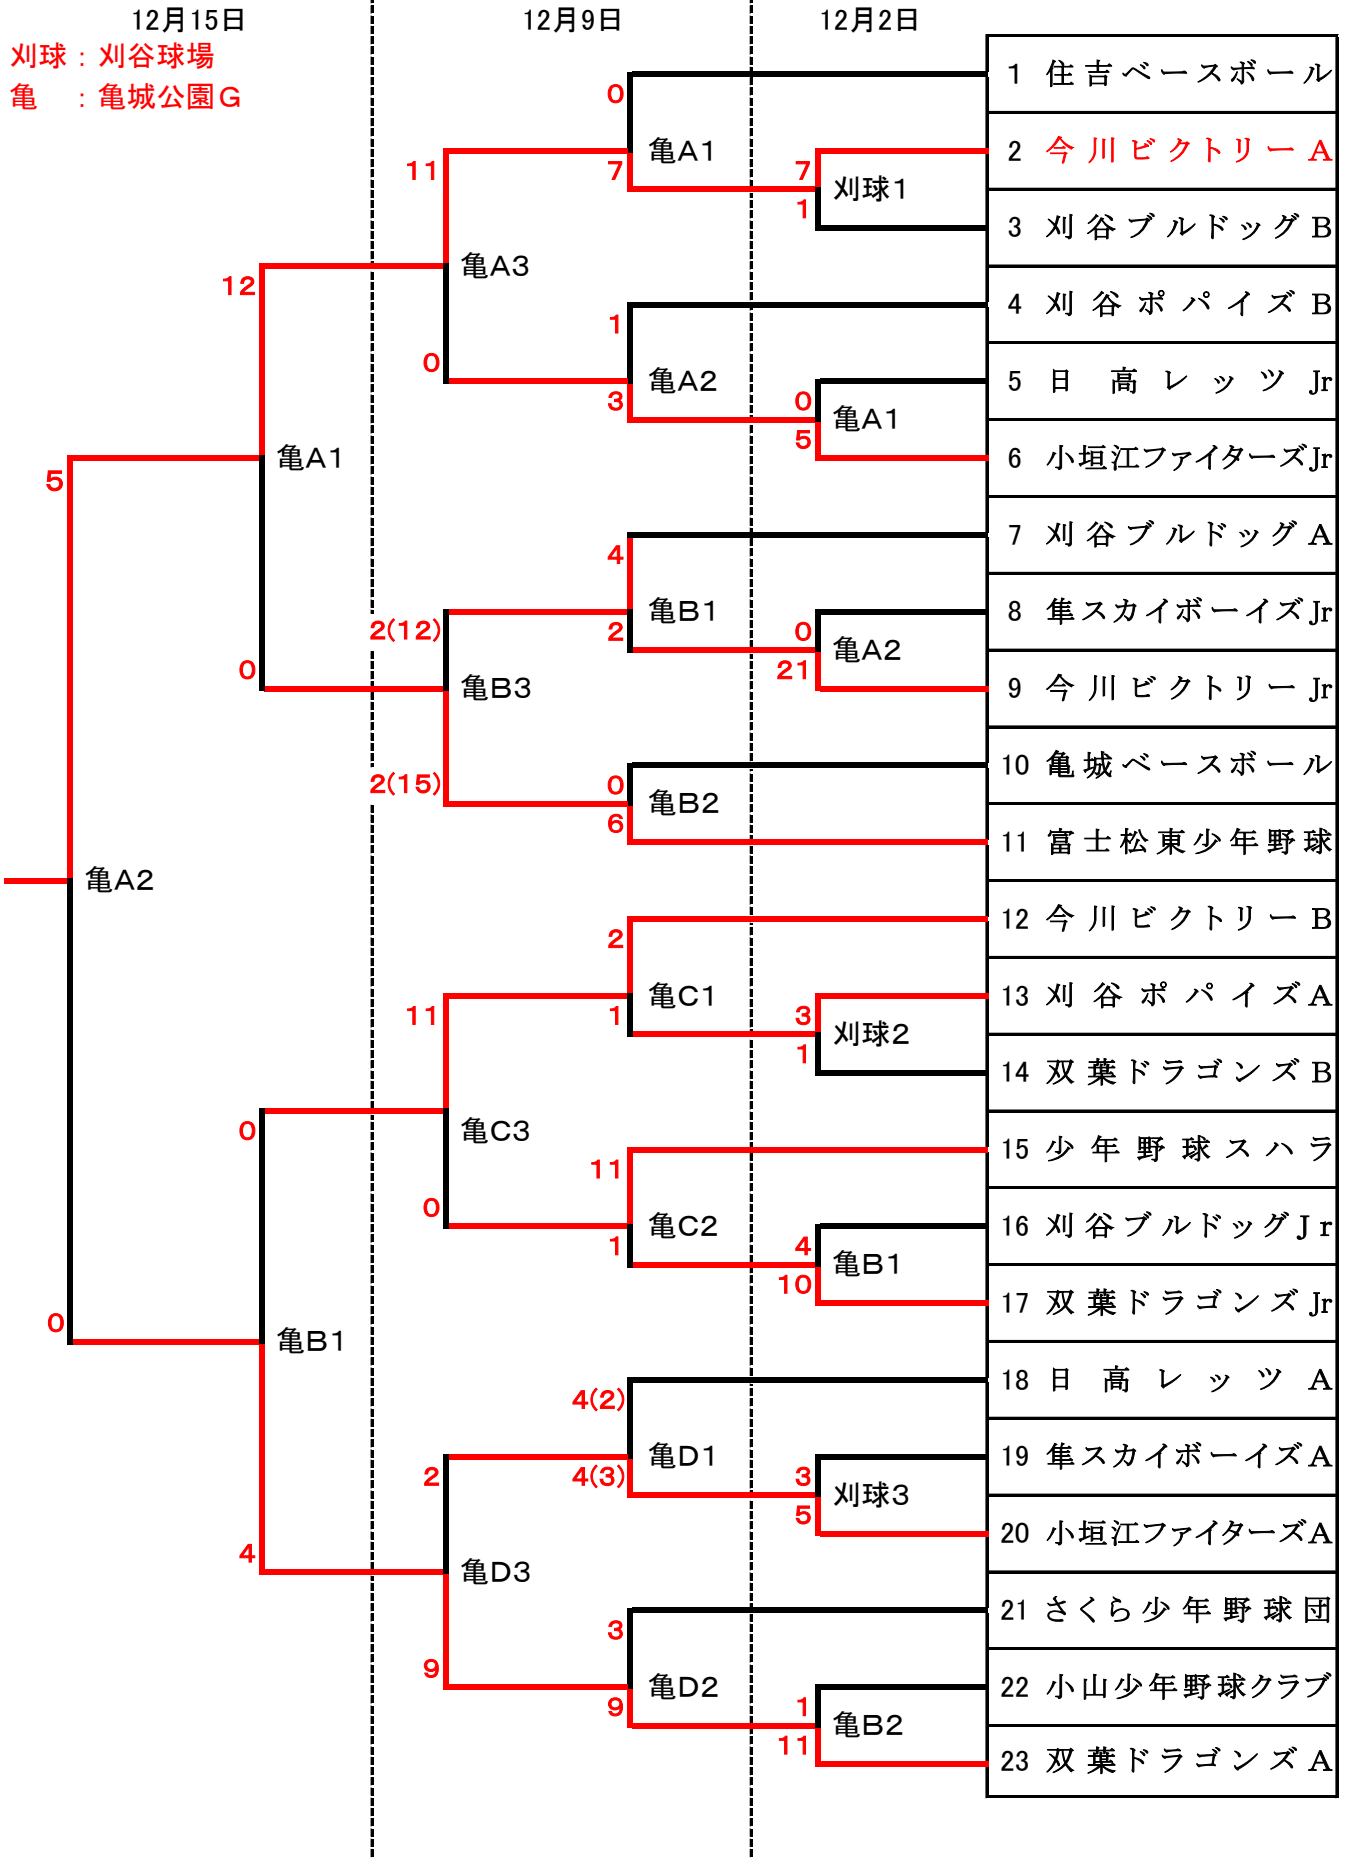 12月15日 12月9日 12月2日
刈球：刈谷球場
亀　：亀城公園G
1 住吉ベースボール
0
亀A1
2 今川ビクトリーA
11
7
7
刈球1
1
3 刈谷ブルドッグB
亀A3
12
4 刈谷ポパイズB
1
0
亀A2
5 日高レッツJr
3
0
亀A1
5
6 小垣江ファイターズJr
亀A1
5
7 刈谷ブルドッグA
4
亀B1
8 隼スカイボーイズJr
2(12)
2
0
亀A2
21
0
亀B3
9 今川ビクトリーJr
10 亀城ベースボール
2(15)
0
亀B2
6
11 富士松東少年野球
亀A2
12 今川ビクトリーB
2
亀C1
13 刈谷ポパイズA
11
1
3
刈球2
1
14 双葉ドラゴンズB
0
亀C3
15 少年野球スハラ
11
0
亀C2
16 刈谷ブルドッグJr
1
4
亀B1
10
17 双葉ドラゴンズJr
0
亀B1
18 日高レッツA
4(2)
亀D1
19 隼スカイボーイズA
2
4(3)
3
刈球3
5
20 小垣江ファイターズA
4
亀D3
21 さくら少年野球団
3
9
亀D2
22 小山少年野球クラブ
9
1
亀B2
11
23 双葉ドラゴンズA